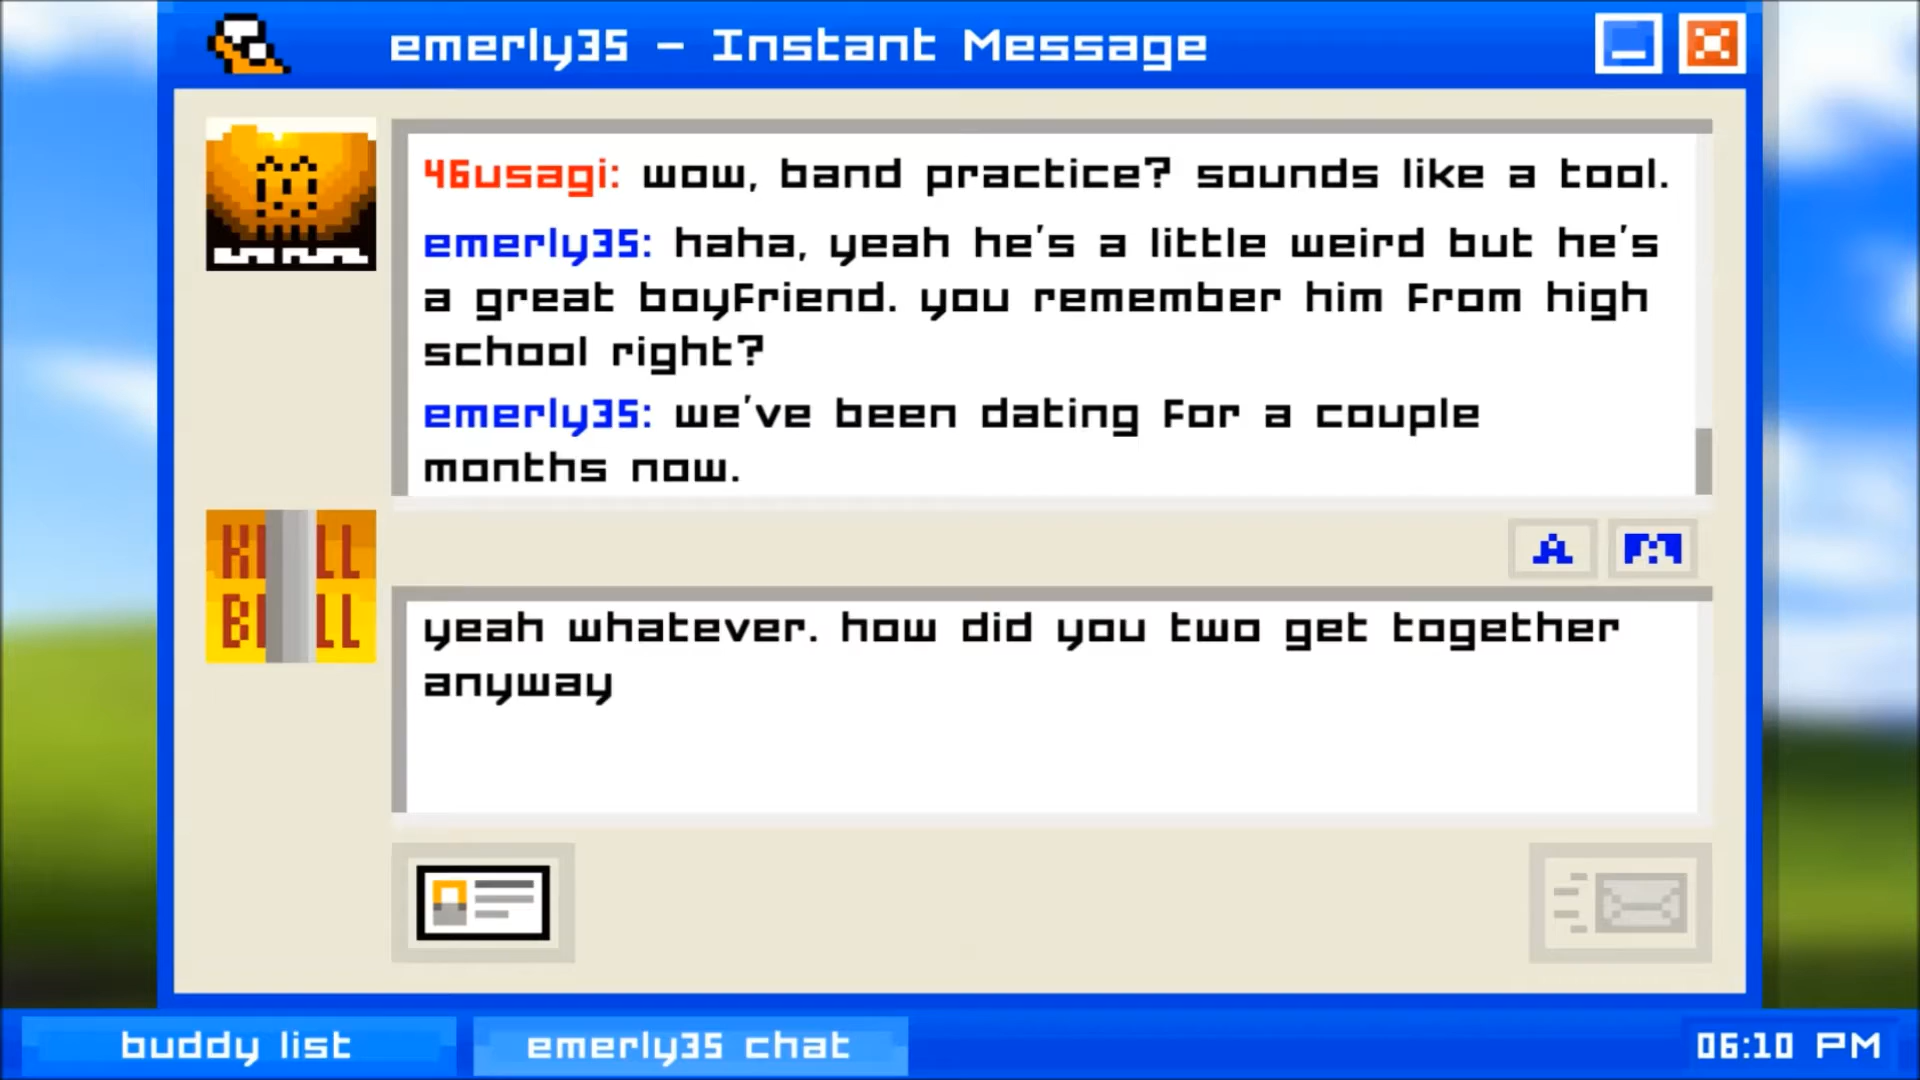 emerly35 - Instant Message
46usagi: wow, band practice? sounds like a tool.
emerly35: haha, yeah he's a little weird but he's
a great boyfriend. you remember him from high
school right?
emerly35: we've been dating for a couple
months now.
KILL
BILL
A
yeah whatever. how did you two get together
anyway
buddy list
emerly35 chat
06:10 PM